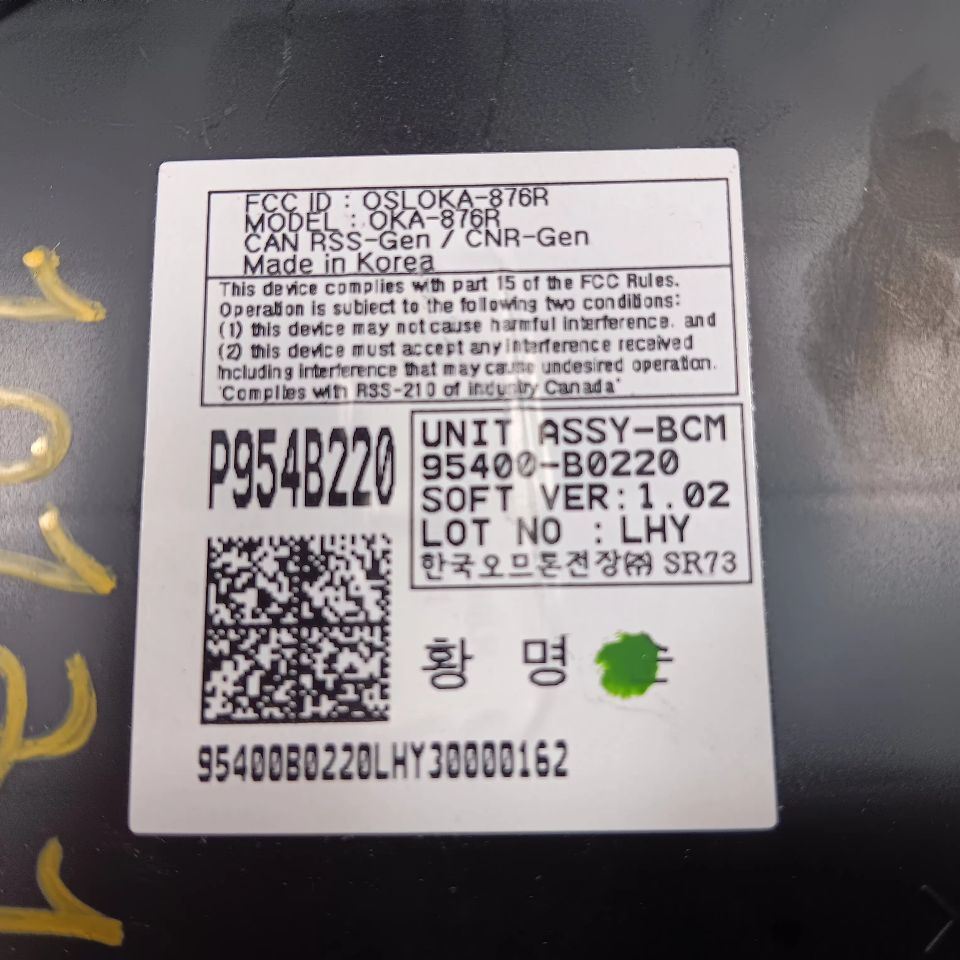 FCC ID : OSLOKA-876R
MODEL : OKA-876R
CAN RSS-Gen / CNR-Gen
Made in Korea
This device complies with part 15 of the FCC Rules.
Operation is subject to the following two conditions:
(1) this device may not cause harmful interference, and
(2) this device must accept any interference received
including interference that may cause undesired operation.
'Complies with RSS-210 of industry Canada'
P954B220
UNIT ASSY-BCM
95400-B0220
SOFT VER:1.02
LOT NO : LHY
한국오므론전장㈜ SR73
황 명
95400B0220LHY30000162